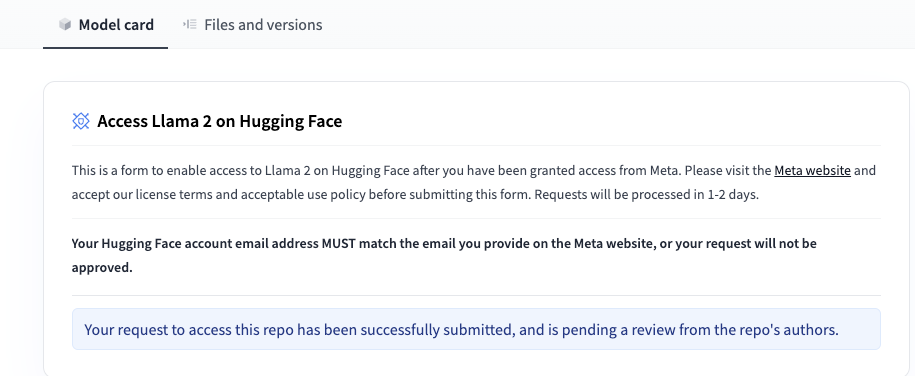 Model card
Files and versions
Access Llama 2 on Hugging Face
This is a form to enable access to Llama 2 on Hugging Face after you have been granted access from Meta. Please visit the Meta website and
accept our license terms and acceptable use policy before submitting this form. Requests will be processed in 1-2 days.
Your Hugging Face account email address MUST match the email you provide on the Meta website, or your request will not be
approved.
Your request to access this repo has been successfully submitted, and is pending a review from the repo's authors.